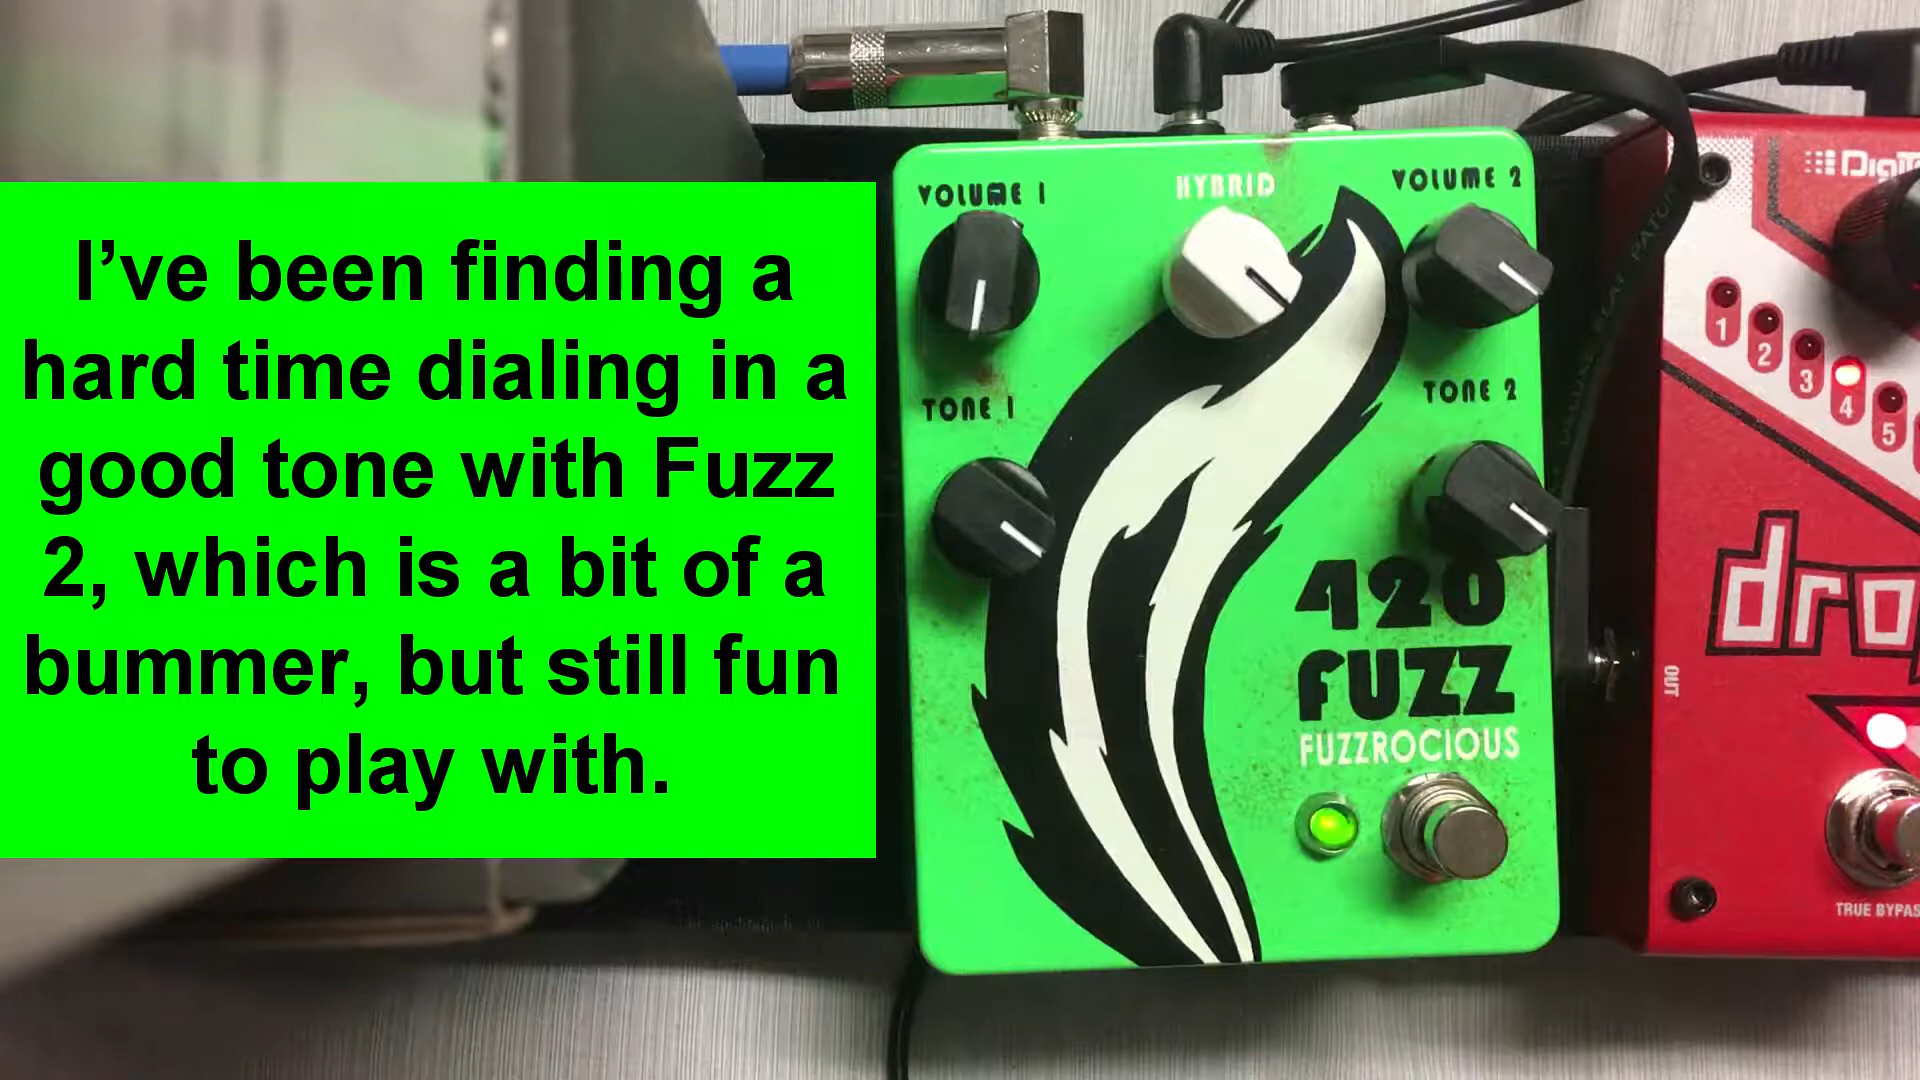 I’ve been finding a
hard time dialing in a
good tone with Fuzz
2, which is a bit of a
bummer, but still fun
to play with.
VOLUME 1
HYBRID
VOLUME 2
TONE 1
TONE 2
420
FUZZ
FUZZROCIOUS
1
2
3
4
5
OUT